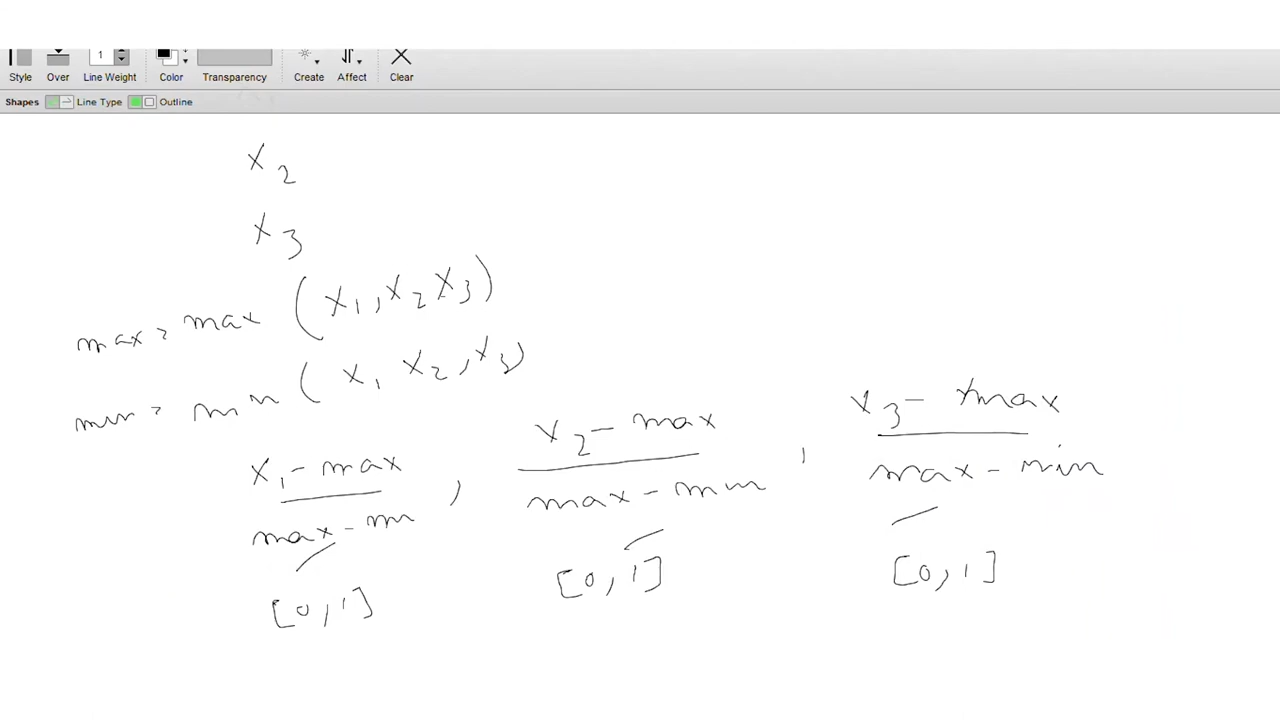 1
Style Over Line Weight Color Transparency Create Affect Clear
Shapes Line Type Outline
x2
x3
max = max (x1, x2 x3)
min = min (x1 x2, x3)
x1 - max , x2 - max , x3 - max
max - m max - min max - min
[0, 1] [0, 1] [0, 1]